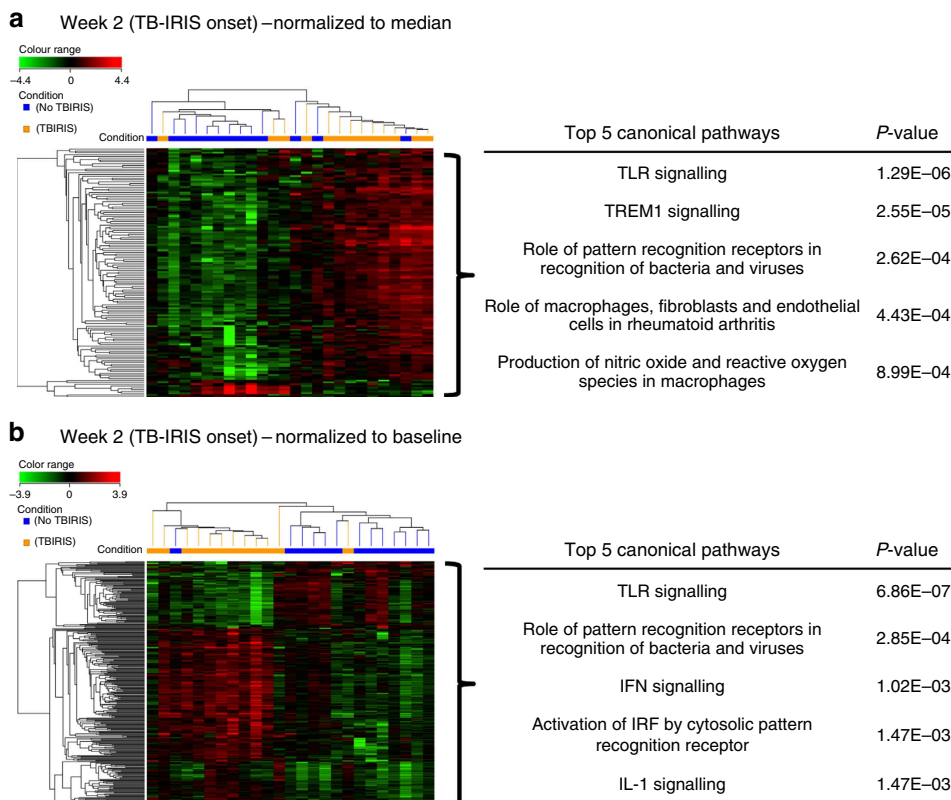 a Week 2 (TB-IRIS onset) – normalized to median
Colour range
–4.4 0 4.4
Condition
(No TBIRIS)
(TBIRIS)
Condition
Top 5 canonical pathways P-value
TLR signalling 1.29E–06
TREM1 signalling 2.55E–05
Role of pattern recognition receptors in
recognition of bacteria and viruses 2.62E–04
Role of macrophages, fibroblasts and endothelial
cells in rheumatoid arthritis 4.43E–04
Production of nitric oxide and reactive oxygen
species in macrophages 8.99E–04
b Week 2 (TB-IRIS onset) – normalized to baseline
Color range
–3.9 0 3.9
Condition
(No TBIRIS)
(TBIRIS)
Condition
Top 5 canonical pathways P-value
TLR signalling 6.86E–07
Role of pattern recognition receptors in
recognition of bacteria and viruses 2.85E–04
IFN signalling 1.02E–03
Activation of IRF by cytosolic pattern
recognition receptor 1.47E–03
IL-1 signalling 1.47E–03